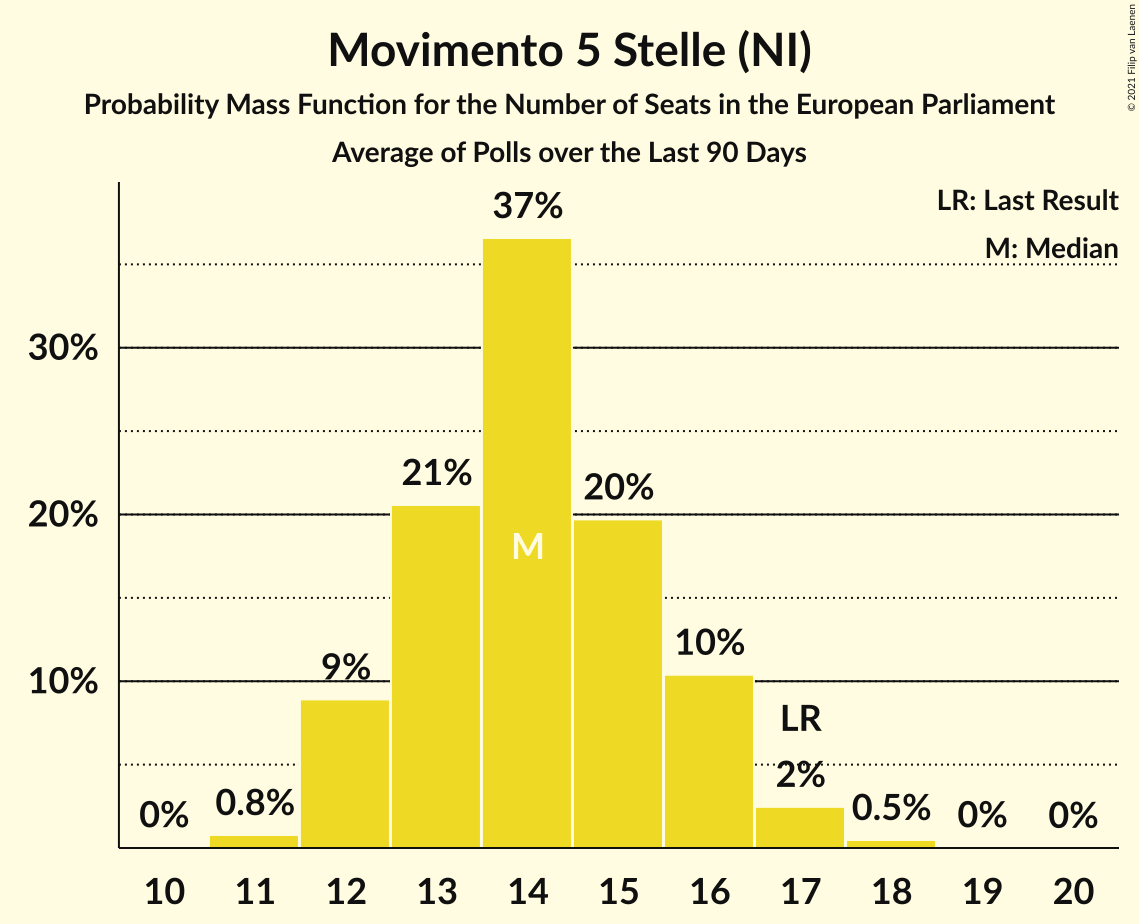 Movimento 5 Stelle (NI)
Probability Mass Function for the Number of Seats in the European Parliament
Average of Polls over the Last 90 Days
© 2021 Filip van Laenen
LR: Last Result
M: Median
37%
30%
21%
20%
20%
M
10%
9%
10%
LR
2%
0%
0.8%
0.5%
0%
0%
10 11 12 13 14 15 16 17 18 19 20